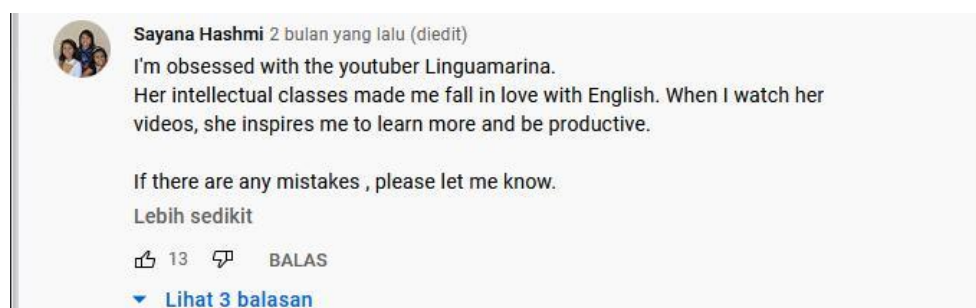 Sayana Hashmi 2 bulan yang lalu (diedit)
I'm obsessed with the youtuber Linguamarina.
Her intellectual classes made me fall in love with English. When I watch her
videos, she inspires me to learn more and be productive.
If there are any mistakes , please let me know.
Lebih sedikit
13 BALAS
Lihat 3 balasan